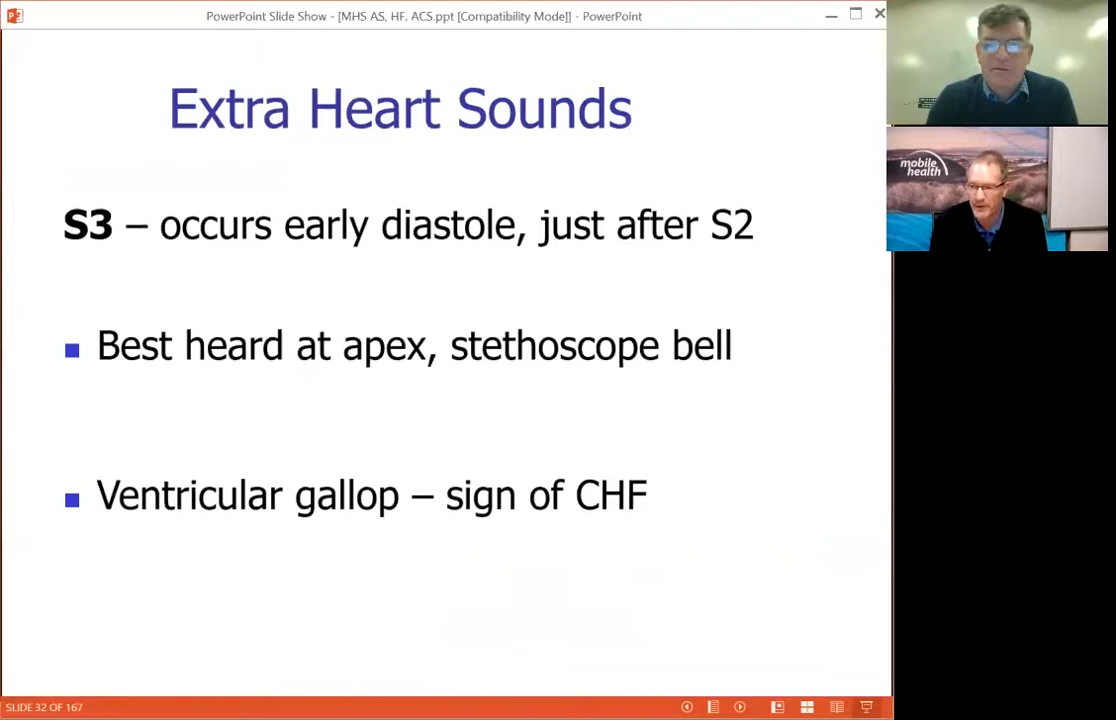 PowerPoint Slide Show - [MHS AS, HF, ACS.ppt [Compatibility Mode]] - PowerPoint
Extra Heart Sounds
S3 – occurs early diastole, just after S2
Best heard at apex, stethoscope bell
Ventricular gallop – sign of CHF
SLIDE 32 OF 167
mobile
health